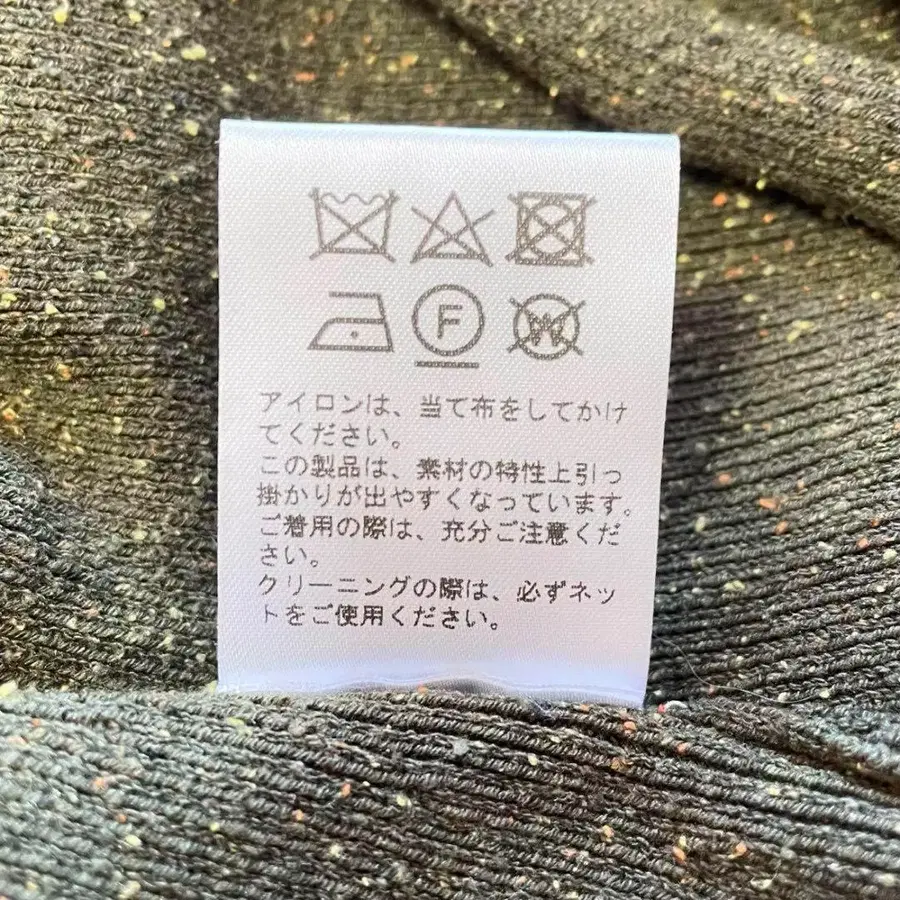 F
W
アイロンは、当て布をしてかけ
てください。
この製品は、素材の特性上引っ
掛かりが出やすくなっています。
ご着用の際は、充分ご注意くだ
さい。
クリーニングの際は、必ずネッ
トをご使用ください。